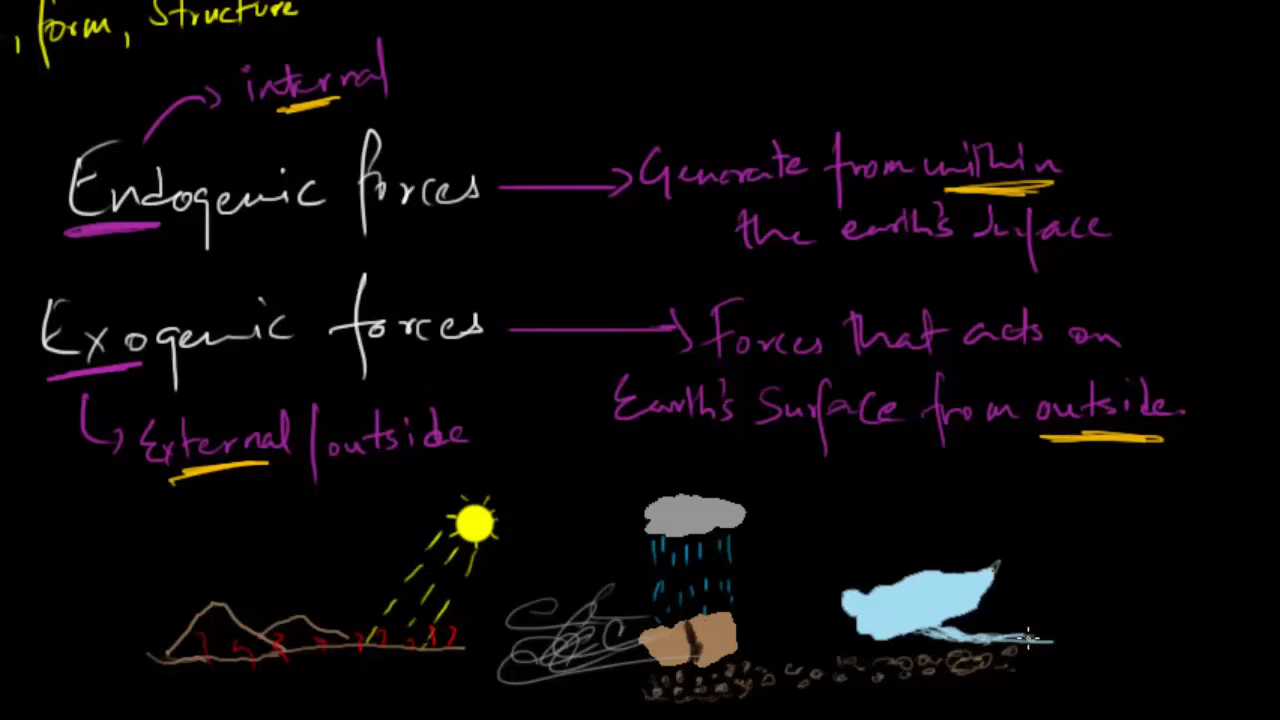 , form, Structure
internal
Endogenic forces
Generate from within
the earth's surface
Exogenic forces
Forces that acts on
Earth's Surface from outside.
External/outside